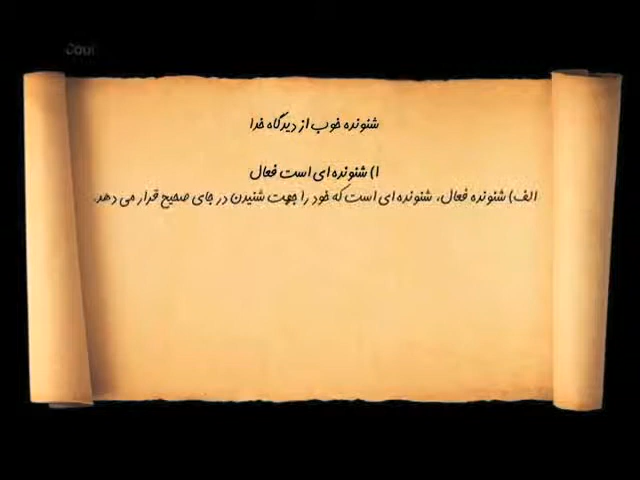 Cool
شنونده خوب از دیدگاه خدا
۱) شنونده ای است فعال
الف) شنونده فعال، شنونده ای است که خود را جهت شنیدن در جای صحیح قرار می دهد.